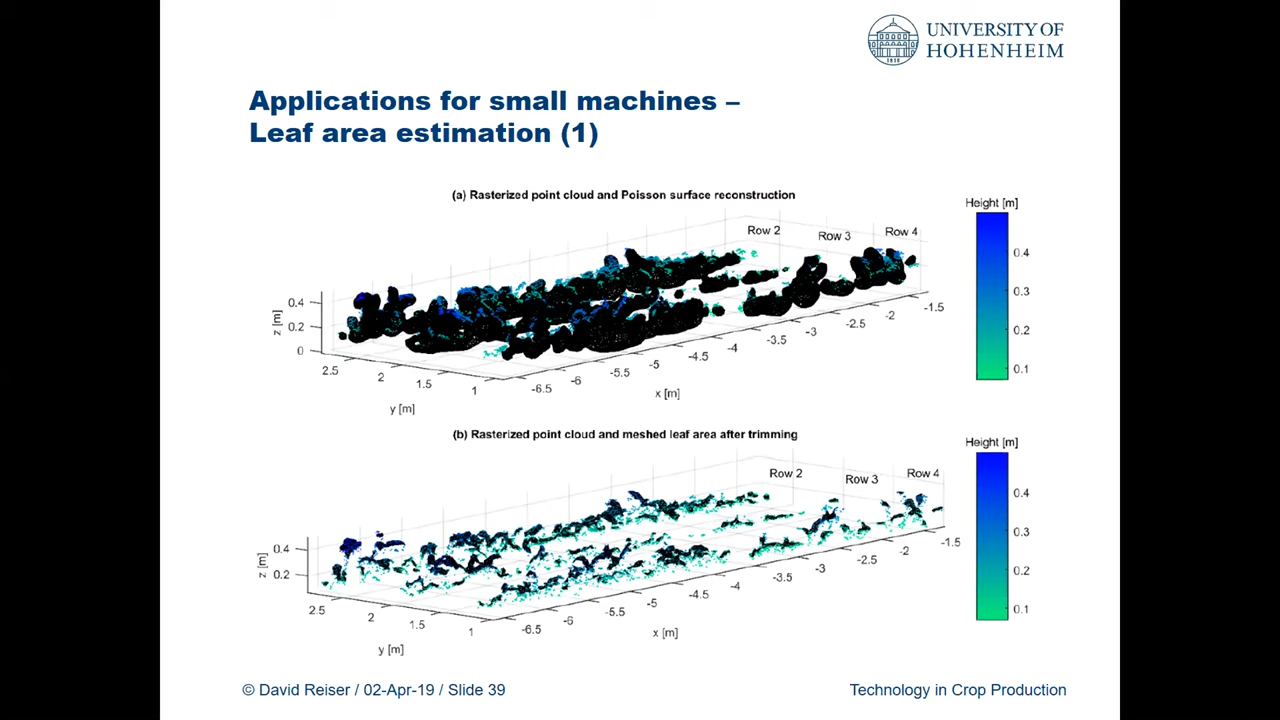 UNIVERSITY OF
HOHENHEIM
1818
Applications for small machines –
Leaf area estimation (1)
(a) Rasterized point cloud and Poisson surface reconstruction
Height [m]
Row 2
Row 3
Row 4
0.4
0.3
0.2
0.1
z [m]
0.4
0.2
0
2.5
2
1.5
1
y [m]
-6.5
-6
-5.5
-5
-4.5
-4
-3.5
-3
-2.5
-2
-1.5
x [m]
(b) Rasterized point cloud and meshed leaf area after trimming
Height [m]
Row 2
Row 3
Row 4
0.4
0.3
0.2
0.1
z [m]
0.4
0.2
2.5
2
1.5
1
y [m]
-6.5
-6
-5.5
-5
-4.5
-4
-3.5
-3
-2.5
-2
-1.5
x [m]
© David Reiser / 02-Apr-19 / Slide 39
Technology in Crop Production